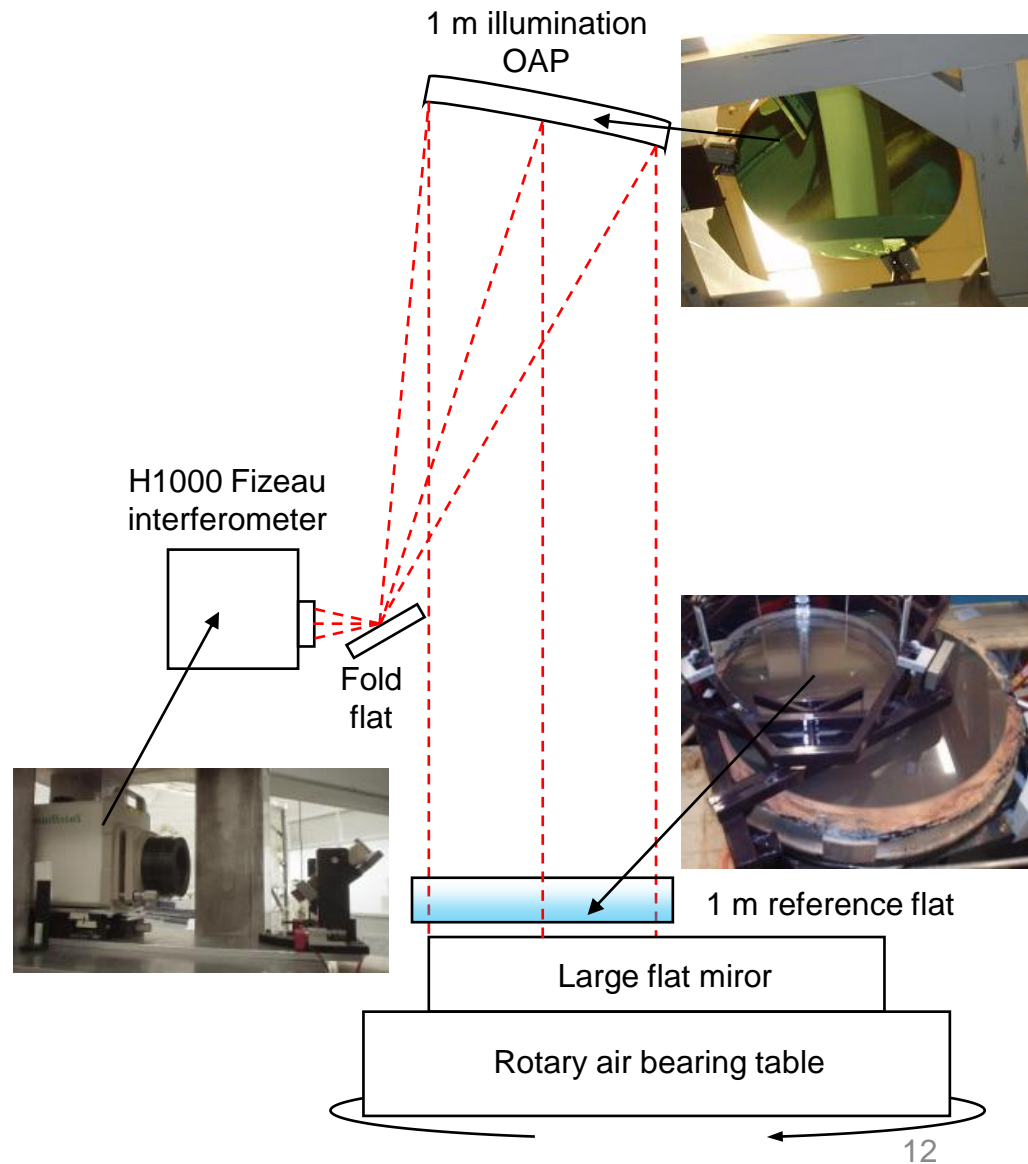 1 m illumination
OAP
H1000 Fizeau
interferometer
Fold
flat
1 m reference flat
Large flat miror
Rotary air bearing table
12